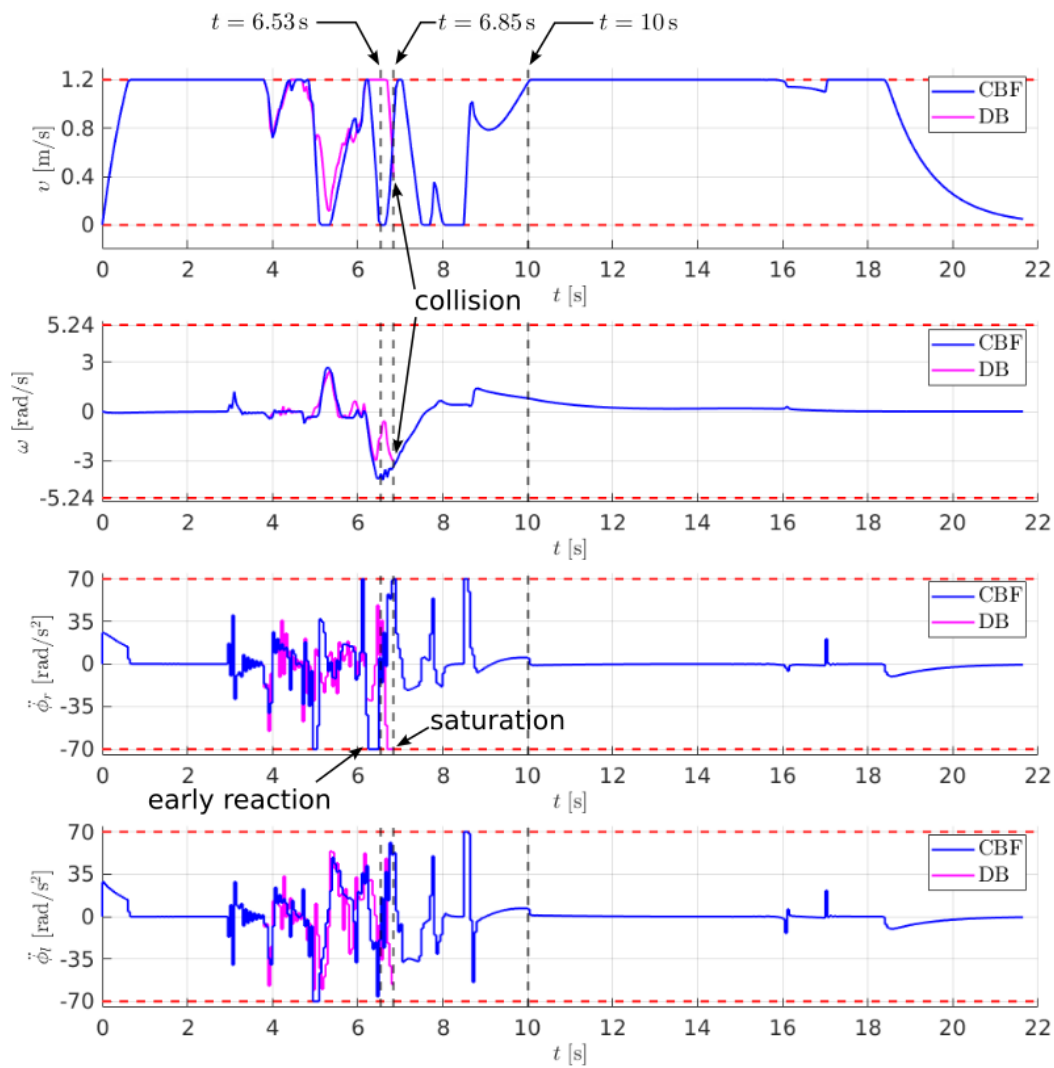 t = 6.53 s
t = 6.85 s
t = 10 s
1.2
0.8
0.4
0
v [m/s]
CBF
DB
0 2 4 6 8 10 12 14 16 18 20 22
t [s]
collision
5.24
3
0
-3
-5.24
ω [rad/s]
CBF
DB
0 2 4 6 8 10 12 14 16 18 20 22
t [s]
70
35
0
-35
-70
φ̈_r [rad/s²]
CBF
DB
saturation
early reaction
0 2 4 6 8 10 12 14 16 18 20 22
t [s]
70
35
0
-35
-70
φ̈_l [rad/s²]
CBF
DB
0 2 4 6 8 10 12 14 16 18 20 22
t [s]